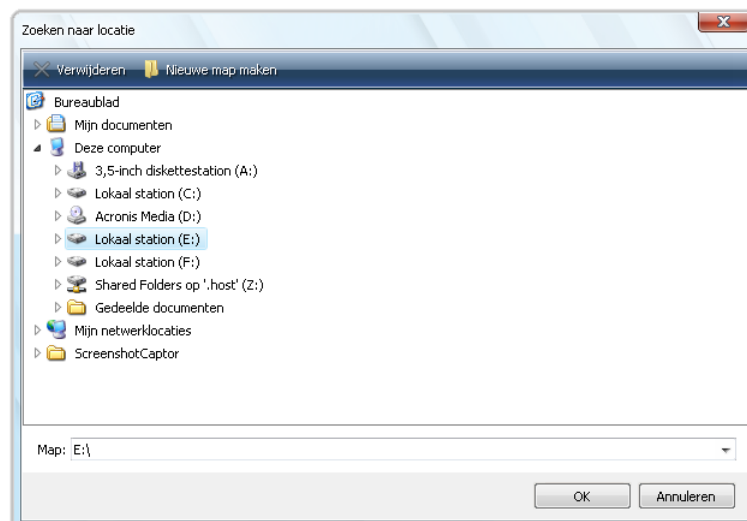 Zoeken naar locatie
Verwijderen Nieuwe map maken
Bureaublad
Mijn documenten
Deze computer
3,5-inch diskettestation (A:)
Lokaal station (C:)
Acronis Media (D:)
Lokaal station (E:)
Lokaal station (F:)
Shared Folders op '.host' (Z:)
Gedeelde documenten
Mijn netwerklocaties
ScreenshotCaptor
Map: E:\
OK Annuleren